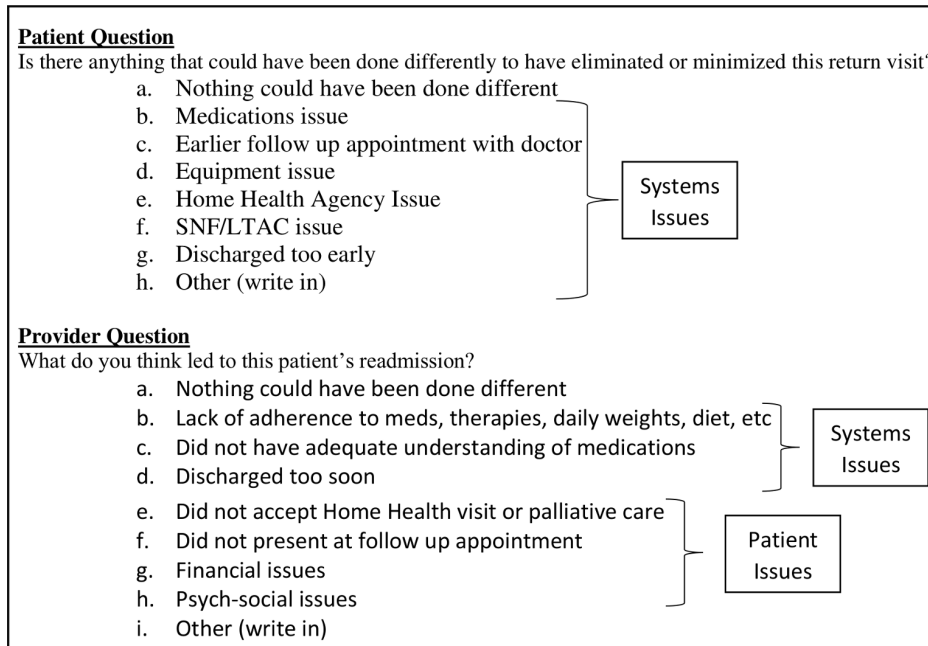 Patient Question
Is there anything that could have been done differently to have eliminated or minimized this return visit?
a. Nothing could have been done different
b. Medications issue
c. Earlier follow up appointment with doctor
d. Equipment issue
e. Home Health Agency Issue
f. SNF/LTAC issue
g. Discharged too early
h. Other (write in)
Systems
Issues
Provider Question
What do you think led to this patient's readmission?
a. Nothing could have been done different
b. Lack of adherence to meds, therapies, daily weights, diet, etc
c. Did not have adequate understanding of medications
d. Discharged too soon
Systems
Issues
e. Did not accept Home Health visit or palliative care
f. Did not present at follow up appointment
g. Financial issues
h. Psych-social issues
i. Other (write in)
Patient
Issues